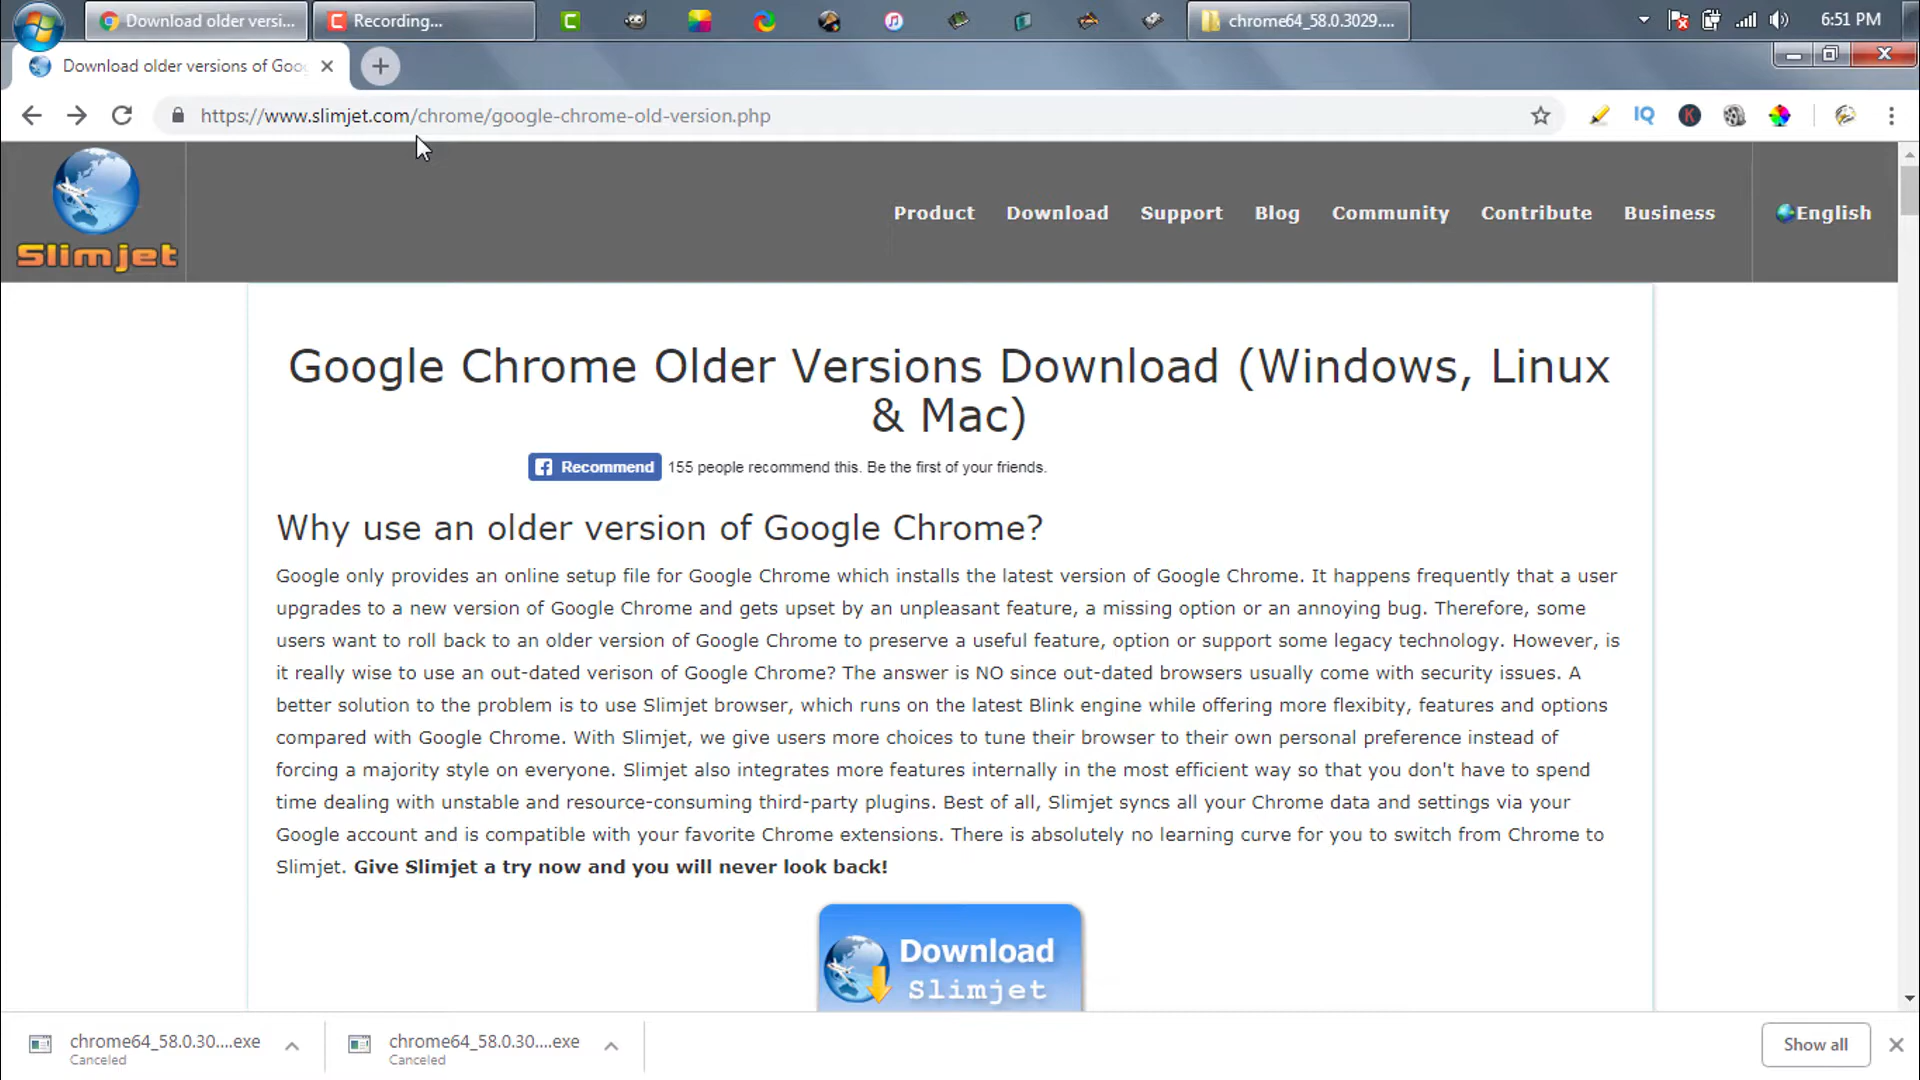 Download older versi...
Recording...
chrome64_58.0.3029....
6:51 PM
Download older versions of Goo
https://www.slimjet.com/chrome/google-chrome-old-version.php
IQ
K
Slimjet
Product
Download
Support
Blog
Community
Contribute
Business
English
Google Chrome Older Versions Download (Windows, Linux
& Mac)
Recommend
155 people recommend this. Be the first of your friends.
Why use an older version of Google Chrome?
Google only provides an online setup file for Google Chrome which installs the latest version of Google Chrome. It happens frequently that a user
upgrades to a new version of Google Chrome and gets upset by an unpleasant feature, a missing option or an annoying bug. Therefore, some
users want to roll back to an older version of Google Chrome to preserve a useful feature, option or support some legacy technology. However, is
it really wise to use an out-dated verison of Google Chrome? The answer is NO since out-dated browsers usually come with security issues. A
better solution to the problem is to use Slimjet browser, which runs on the latest Blink engine while offering more flexibity, features and options
compared with Google Chrome. With Slimjet, we give users more choices to tune their browser to their own personal preference instead of
forcing a majority style on everyone. Slimjet also integrates more features internally in the most efficient way so that you don't have to spend
time dealing with unstable and resource-consuming third-party plugins. Best of all, Slimjet syncs all your Chrome data and settings via your
Google account and is compatible with your favorite Chrome extensions. There is absolutely no learning curve for you to switch from Chrome to
Slimjet. Give Slimjet a try now and you will never look back!
Download
Slimjet
chrome64_58.0.30....exe
Canceled
chrome64_58.0.30....exe
Canceled
Show all